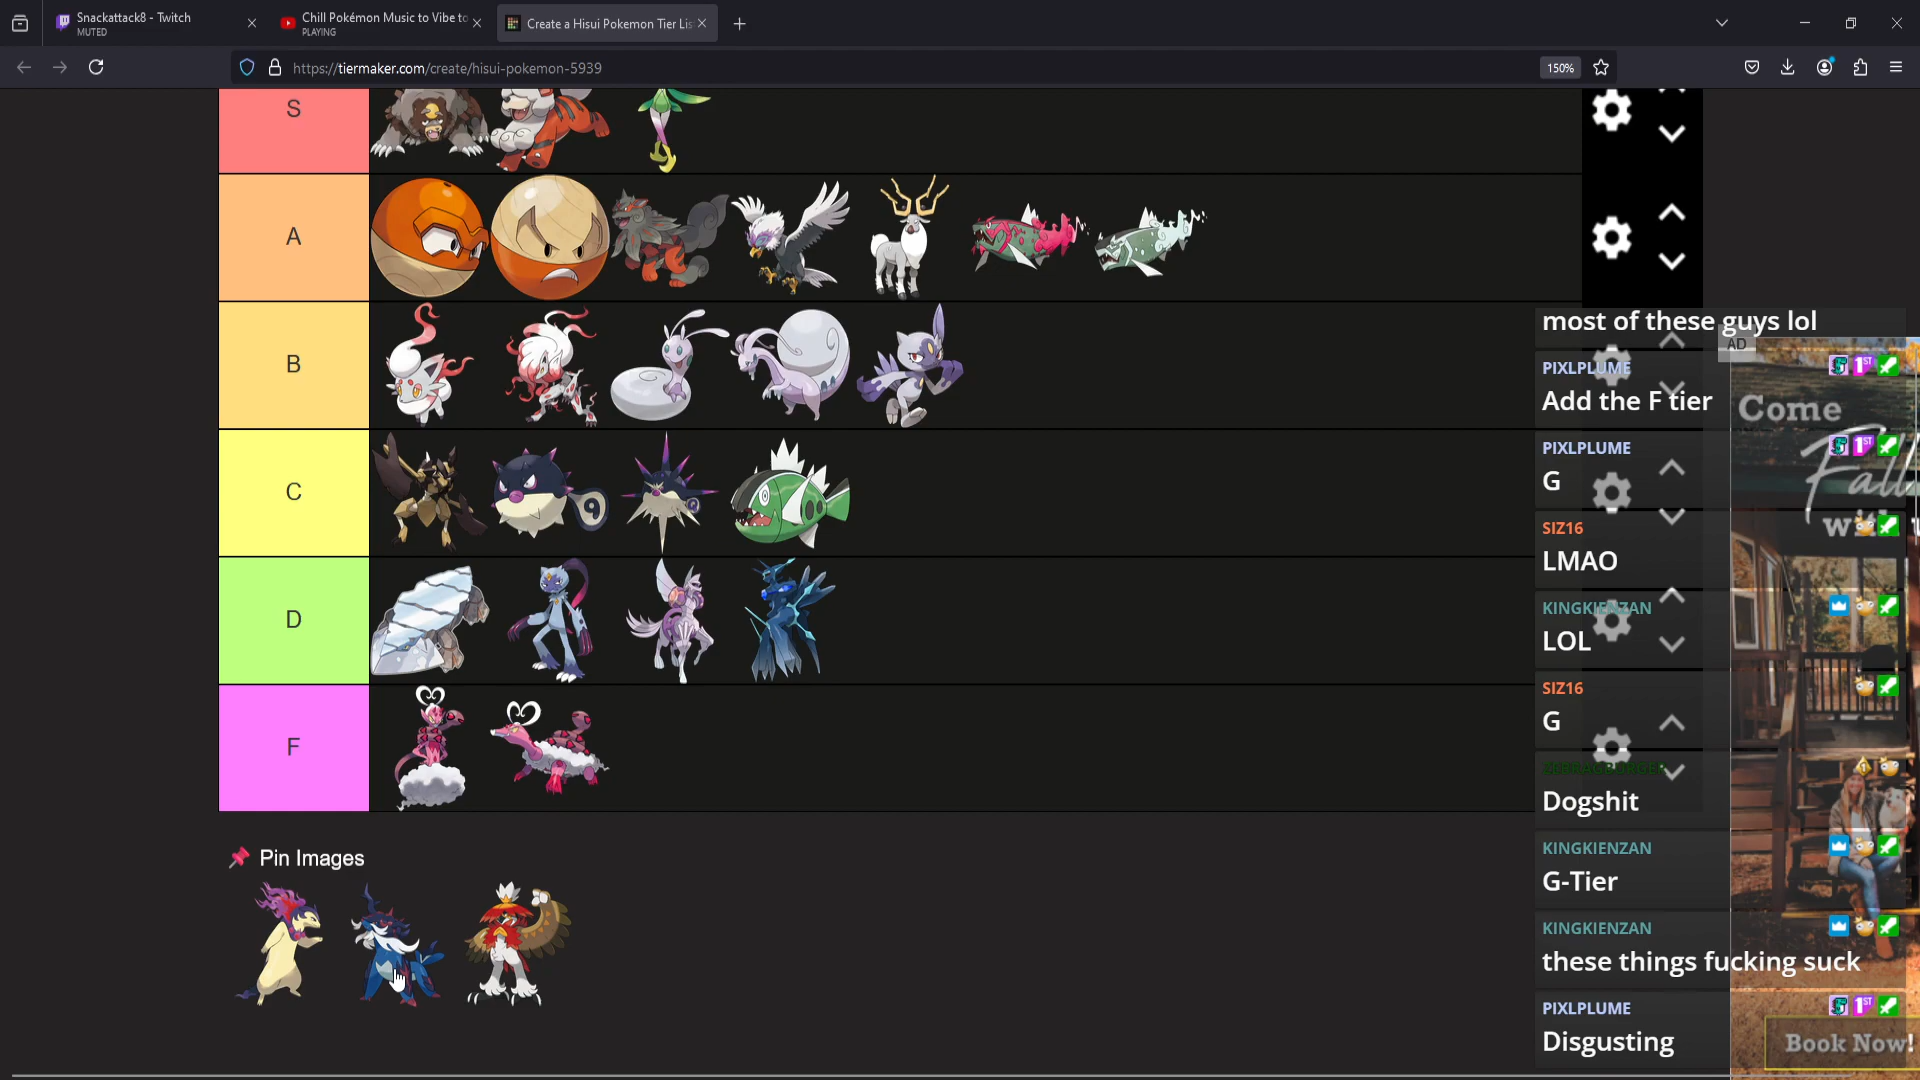 Snackattack8 - Twitch
MUTED
Chill Pokémon Music to Vibe to
PLAYING
Create a Hisui Pokemon Tier Lis
https://tiermaker.com/create/hisui-pokemon-5939
150%
S
A
B
C
D
F
Pin Images
most of these guys lol
PIXLPLUME
Add the F tier
PIXLPLUME
G
SIZ16
LMAO
KINGKIENZAN
LOL
SIZ16
G
Dogshit
KINGKIENZAN
G-Tier
KINGKIENZAN
these things fucking suck
PIXLPLUME
Disgusting
AD
Come
Fall
Book Now!